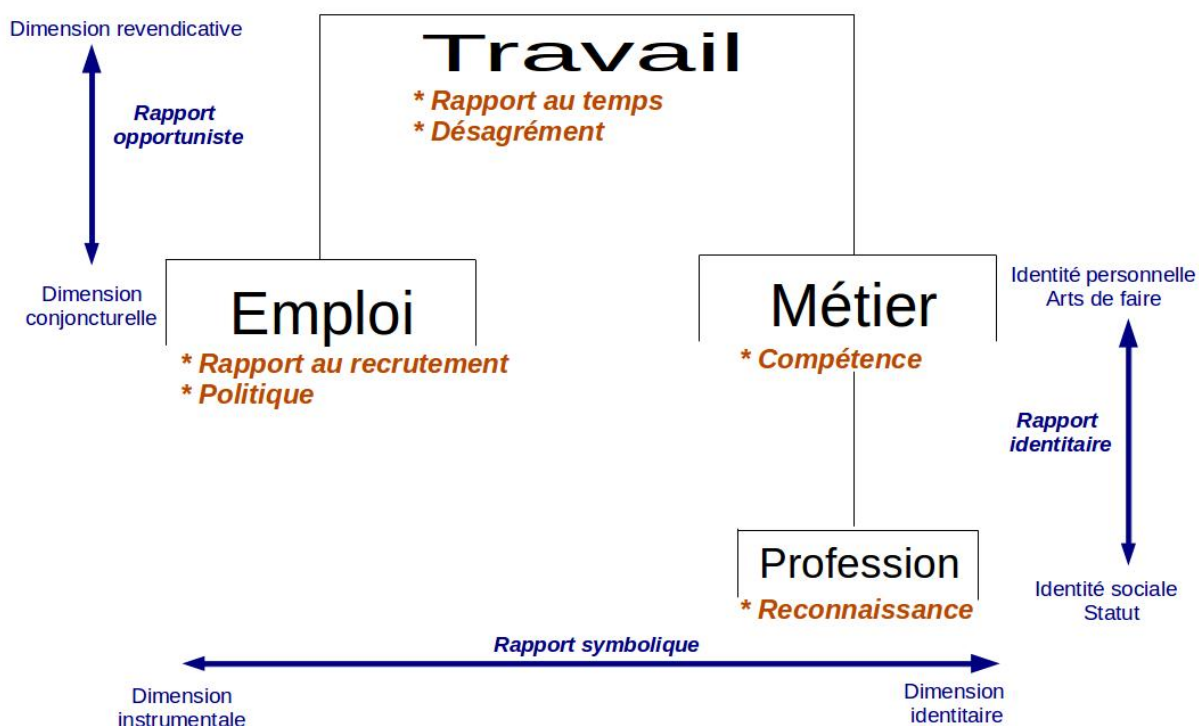 Dimension revendicative
Travail
* Rapport au temps
* Désagrément
Rapport
opportuniste
Dimension
conjoncturelle
Emploi
* Rapport au recrutement
* Politique
Métier
* Compétence
Identité personnelle
Arts de faire
Rapport
identitaire
Profession
* Reconnaissance
Identité sociale
Statut
Rapport symbolique
Dimension
instrumentale
Dimension
identitaire